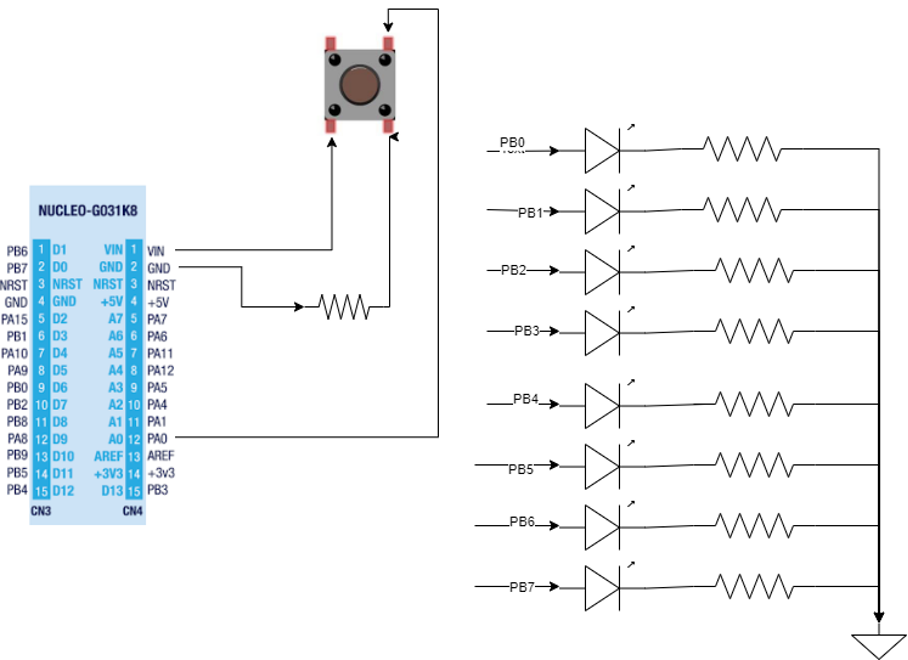 NUCLEO-G031K8
PB6 1 D1 VIN 1 VIN
PB7 2 D0 GND 2 GND
NRST 3 NRST NRST 3 NRST
GND 4 GND +5V 4 +5V
PA15 5 D2 A7 5 PA7
PB1 6 D3 A6 6 PA6
PA10 7 D4 A5 7 PA11
PA9 8 D5 A4 8 PA12
PB0 9 D6 A3 9 PA5
PB2 10 D7 A2 10 PA4
PB8 11 D8 A1 11 PA1
PA8 12 D9 A0 12 PA0
PB9 13 D10 AREF 13 AREF
PB5 14 D11 +3V3 14 +3v3
PB4 15 D12 D13 15 PB3
CN3 CN4
PB0
PB1
PB2
PB3
PB4
PB5
PB6
PB7